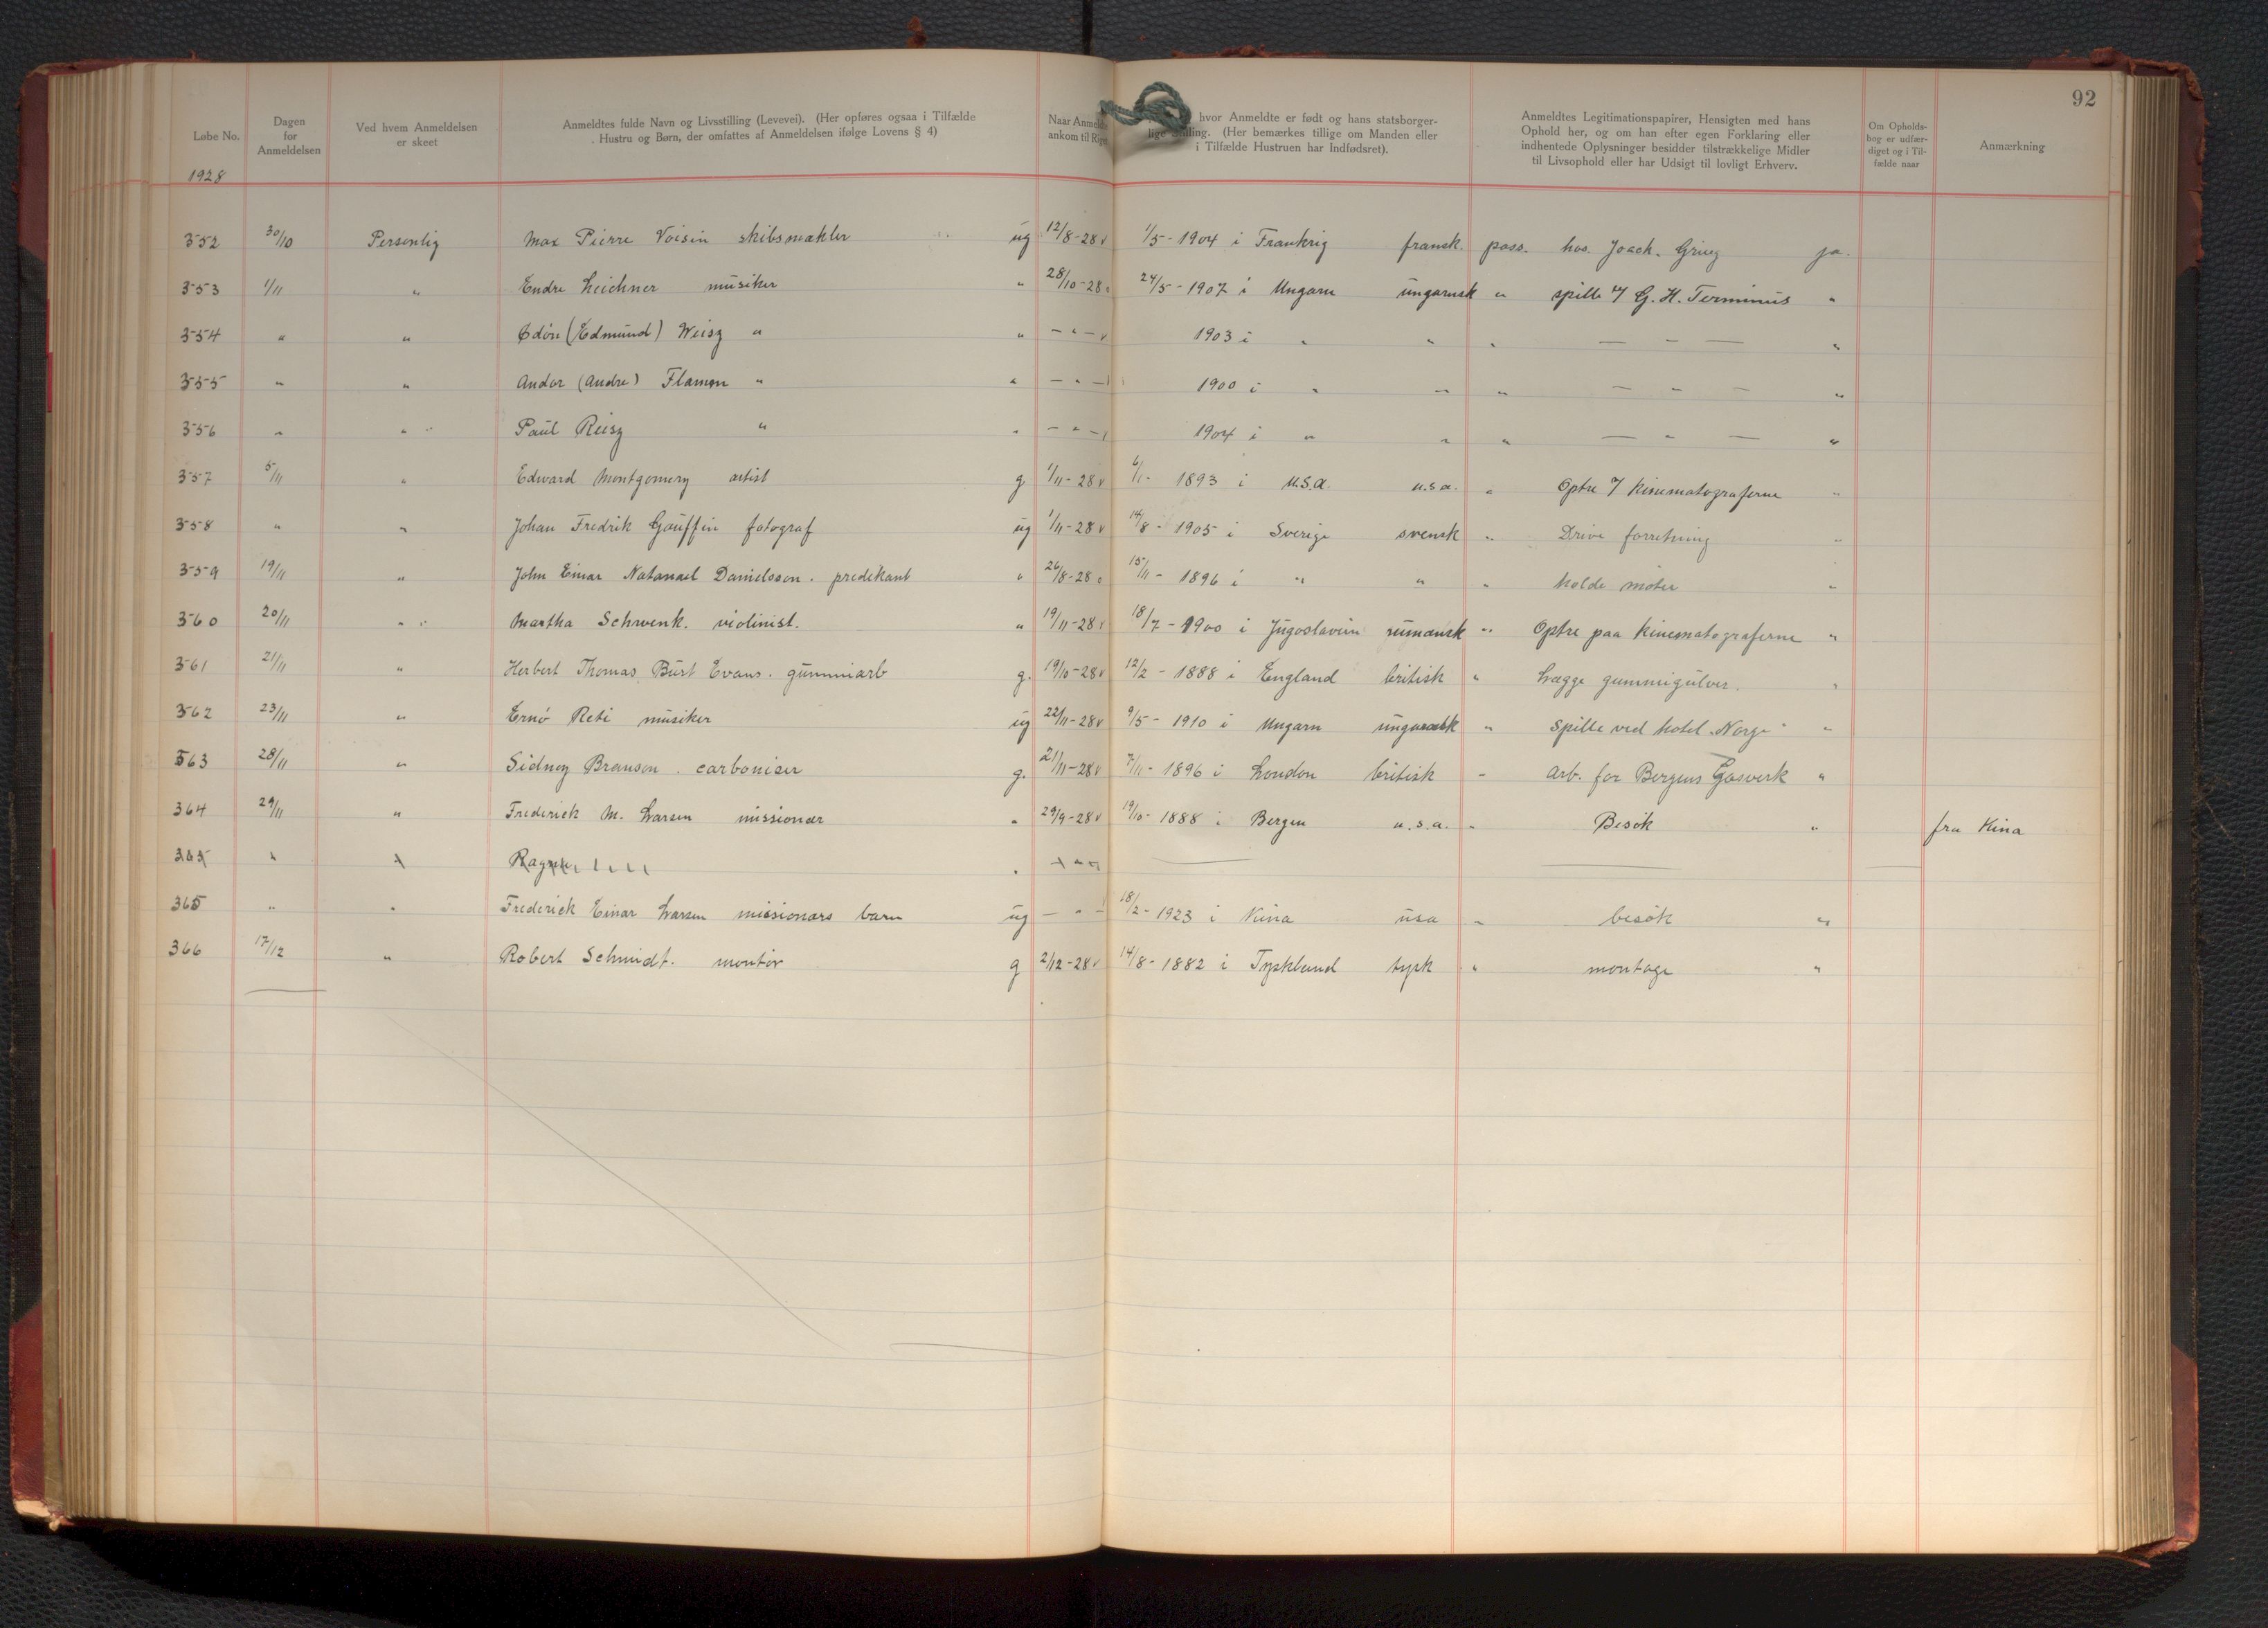 92
Løbe No. Dagen for Anmeldelsen Ved hvem Anmeldelsen er skeet Anmeldtes fulde Navn og Livsstilling (Levevei). (Her opføres ogsaa i Tilfælde Hustru og Børn, der omfattes af Anmeldelsen ifølge Lovens § 4) Naar ankom til hvor Anmeldte er født og hans statsborgerlige (Her bemærkes tillige om Manden eller i Tilfælde Hustruen har Indfødsret). Anmeldtes Legitimationspapirer, Hensigten med hans Ophold her, og om han efter egen Forklaring eller indhentede Oplysninger besidder tilstrækkelige Midler til Livsophold eller har Udsigt til lovligt Erhverv. Om Opholdsbog er udfærdiget og i Tilfælde naar Anmærkning
1928
352 30/10 Personlig Max Pierre Voisin skibsmækler ug 12/8-28 1/5-1904 i Frankrig fransk. pass. hos. Joach. Grieg ja.
353 1/11 " Endre Leichner musiker " 28/10-28 24/5-1907 i Ungarn ungarsk " spille G. H. Terminus "
354 " " (Edmund) Weisz " " - " - 1903 i " " " — " — "
355 " " Andor (Andre) " " - " - 1900 i " " " — " — "
356 " " Paul Reisz " " - " - 1904 i " " " — " — "
357 5/11 " Edward Montgomery artist g 1/11-28 6/1-1893 i U.S.A. u.s.a. " Optre kinematograferne "
358 " " Johan Fredrik Gauffin fotograf ug 1/11-28 14/8-1905 i Sverige svensk " Drive forretning "
359 19/11 " John Einar Natanael Danielsson. predikant " 26/8-28 15/11-1896 i " " " holde møter "
360 20/11 " Martha Schwenk. violinist. " 19/11-28 18/7-1900 i Jugoslavien rumænsk " Optre paa kinematograferne "
361 21/11 " Herbert Thomas Burt Evans. gummiarb g. 19/10-28 12/2-1888 i England britisk " Lægge gummigulver. "
362 23/11 " Ernö Reti musiker ug 22/11-28 9/5-1910 i Ungarn ungarsk " Spille ved hotel "Norge" "
363 28/11 " Sidney Branson. carboniser g. 21/11-28 7/11-1896 i London britisk " Arb. for Bergens Gasverk "
364 29/11 " Frederick M. Larsen missionær " 29/9-28 19/10-1888 i Bergen u.s.a. " Besøk " fra Kina
365 " "
365 " " Frederick Einar Larsen missionærs barn ug - " - 18/2-1923 i Kina usa " besøk "
366 17/12 " Robert Schmidt. montør g 2/12-28 14/8-1882 i Tyskland tysk " montage "